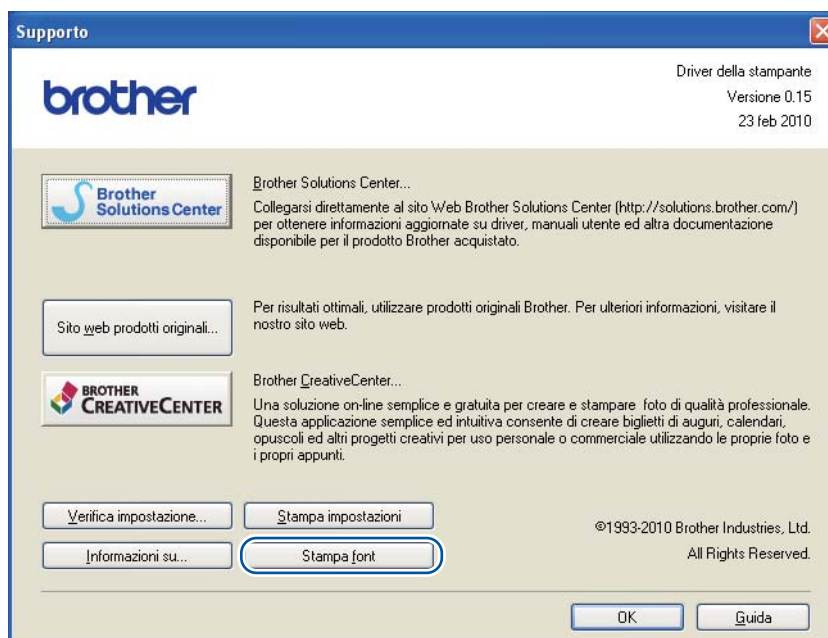 Supporto
brother
Driver della stampante
Versione 0.15
23 feb 2010
Brother
Solutions Center
Brother Solutions Center...
Collegarsi direttamente al sito Web Brother Solutions Center (http://solutions.brother.com/)
per ottenere informazioni aggiornate su driver, manuali utente ed altra documentazione
disponibile per il prodotto Brother acquistato.
Sito web prodotti originali...
Per risultati ottimali, utilizzare prodotti originali Brother. Per ulteriori informazioni, visitare il
nostro sito web.
BROTHER
CREATIVECENTER
Brother CreativeCenter...
Una soluzione on-line semplice e gratuita per creare e stampare foto di qualità professionale.
Questa applicazione semplice ed intuitiva consente di creare biglietti di auguri, calendari,
opuscoli ed altri progetti creativi per uso personale o commerciale utilizzando le proprie foto e
i propri appunti.
Verifica impostazione...
Stampa impostazioni
©1993-2010 Brother Industries, Ltd.
Informazioni su...
Stampa font
All Rights Reserved.
OK
Guida